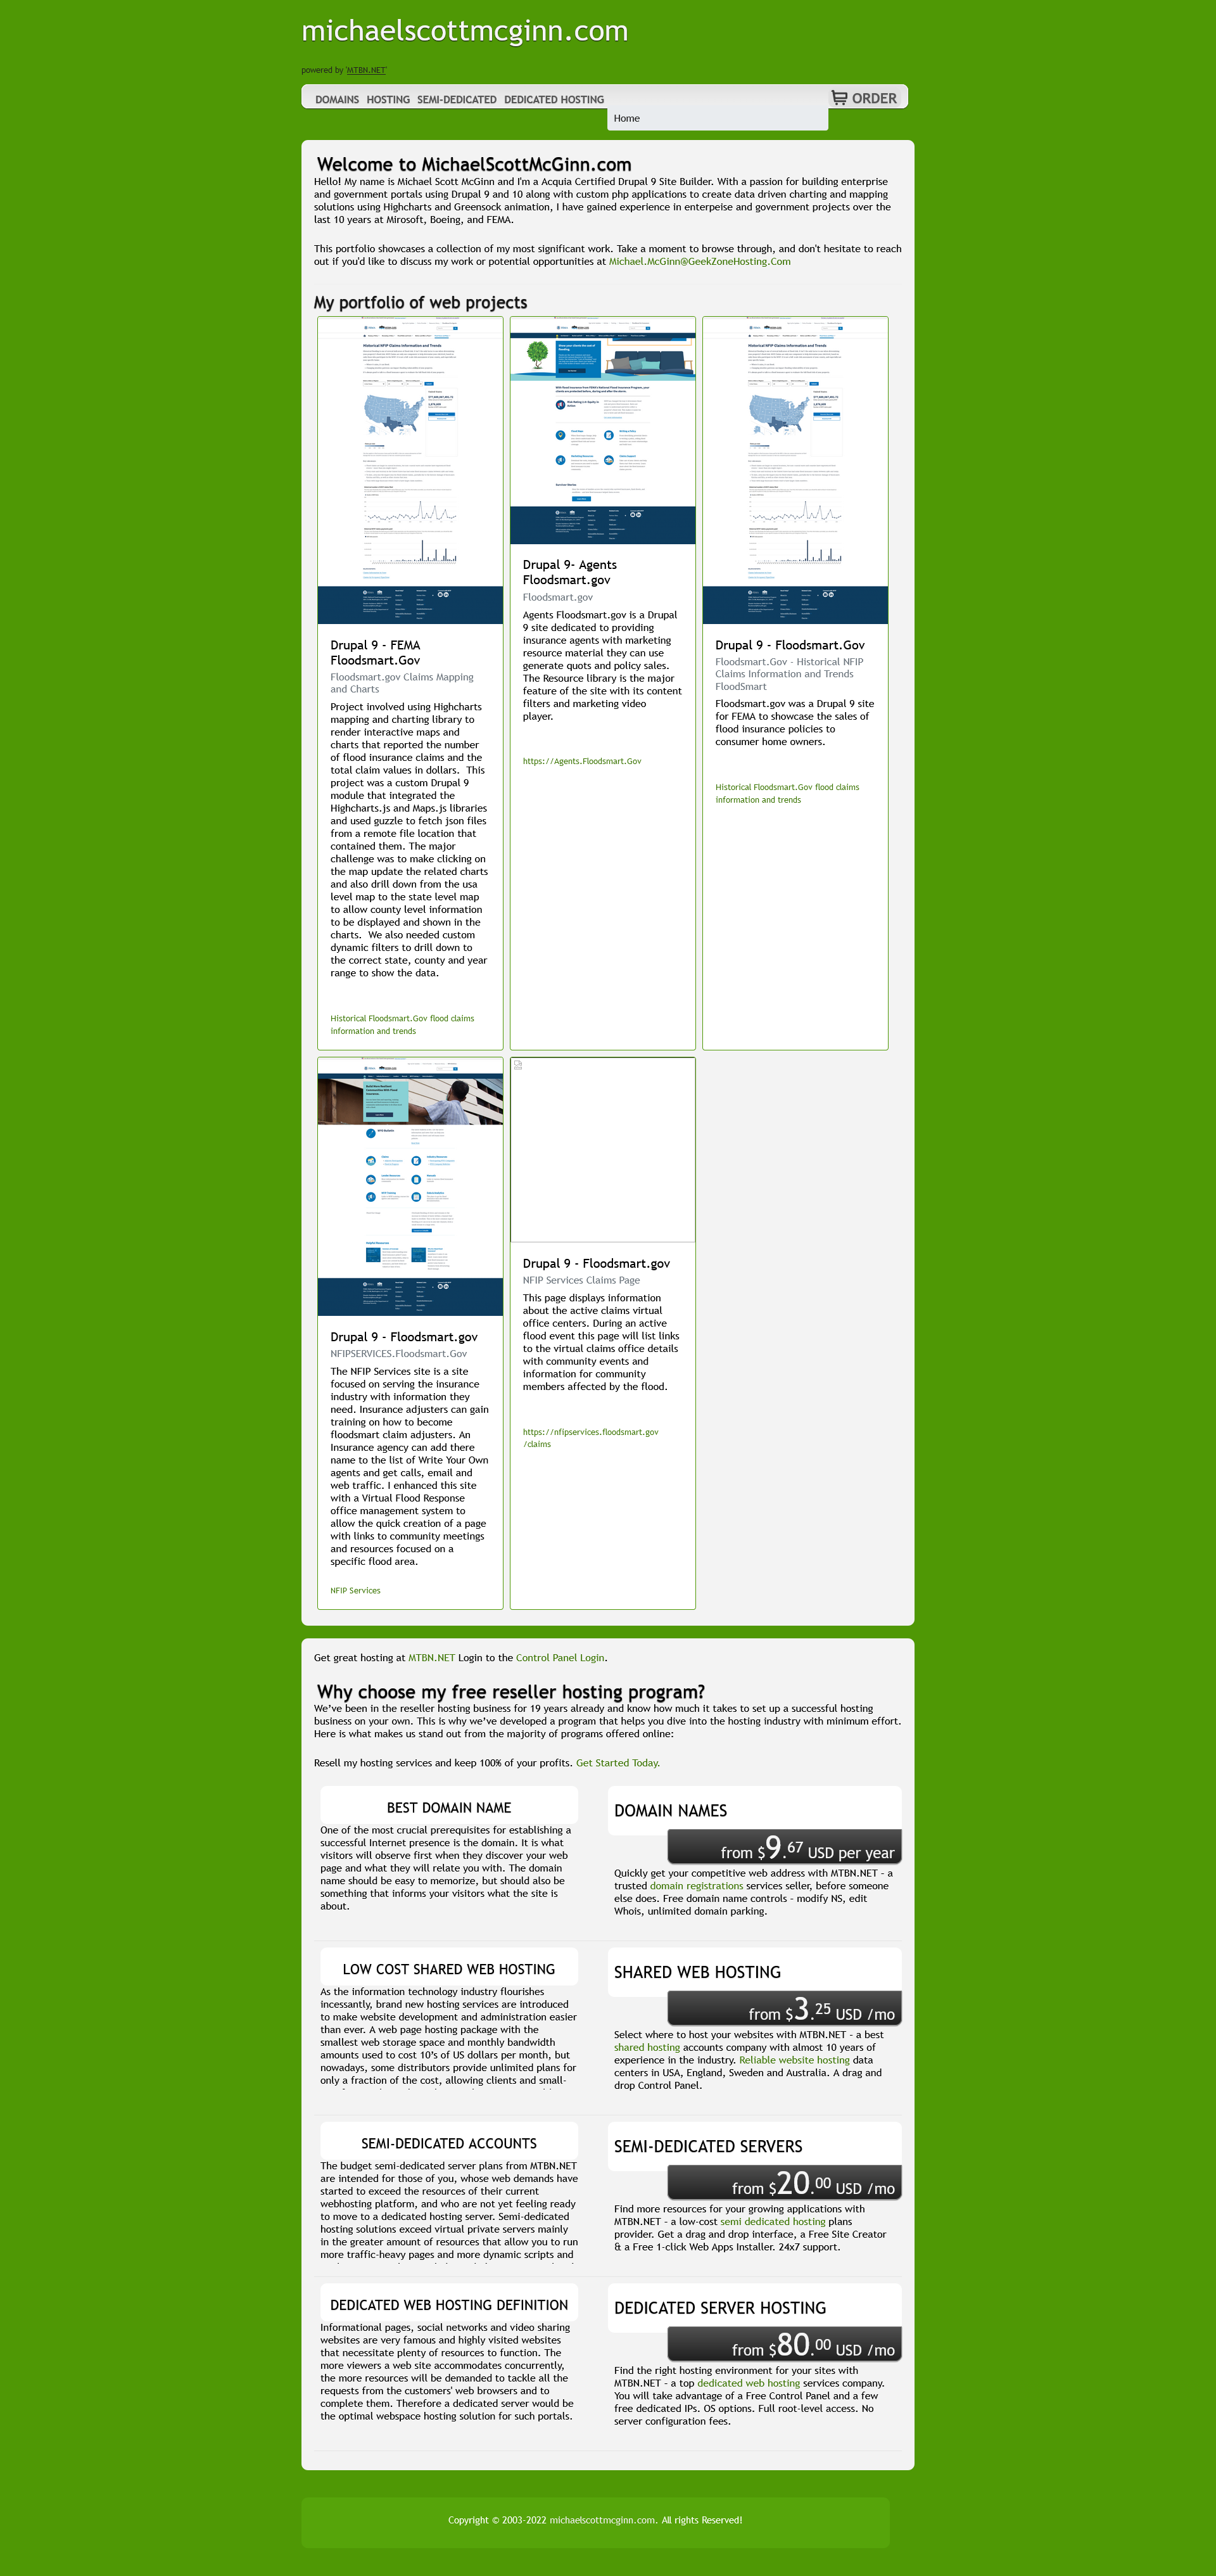 michaelscottmcginn.com
powered by 'MTBN.NET'
DOMAINS HOSTING SEMI-DEDICATED DEDICATED HOSTING ORDER
Home
Welcome to MichaelScottMcGinn.com
Hello! My name is Michael Scott McGinn and I'm a Acquia Certified Drupal 9 Site Builder. With a passion for building enterprise
and government portals using Drupal 9 and 10 along with custom php applications to create data driven charting and mapping
solutions using Highcharts and Greensock animation, I have gained experience in enterpeise and government projects over the
last 10 years at Mirosoft, Boeing, and FEMA.
This portfolio showcases a collection of my most significant work. Take a moment to browse through, and don't hesitate to reach
out if you'd like to discuss my work or potential opportunities at Michael.McGinn@GeekZoneHosting.Com
My portfolio of web projects
Historical NFIP Claims Information and Trends
Drupal 9 - FEMA
Floodsmart.Gov
Floodsmart.gov Claims Mapping
and Charts
Project involved using Highcharts
mapping and charting library to
render interactive maps and
charts that reported the number
of flood insurance claims and the
total claim values in dollars.  This
project was a custom Drupal 9
module that integrated the
Highcharts.js and Maps.js libraries
and used guzzle to fetch json files
from a remote file location that
contained them. The major
challenge was to make clicking on
the map update the related charts
and also drill down from the usa
level map to the state level map
to allow county level information
to be displayed and shown in the
charts.  We also needed custom
dynamic filters to drill down to
the correct state, county and year
range to show the data.
Historical Floodsmart.Gov flood claims
information and trends
Drupal 9- Agents
Floodsmart.gov
Floodsmart.gov
Agents Floodsmart.gov is a Drupal
9 site dedicated to providing
insurance agents with marketing
resource material they can use
generate quots and policy sales.
The Resource library is the major
feature of the site with its content
filters and marketing video
player.
https://Agents.Floodsmart.Gov
Historical NFIP Claims Information and Trends
Drupal 9 - Floodsmart.Gov
Floodsmart.Gov - Historical NFIP
Claims Information and Trends
FloodSmart
Floodsmart.gov was a Drupal 9 site
for FEMA to showcase the sales of
flood insurance policies to
consumer home owners.
Historical Floodsmart.Gov flood claims
information and trends
Drupal 9 - Floodsmart.gov
NFIPSERVICES.Floodsmart.Gov
The NFIP Services site is a site
focused on serving the insurance
industry with information they
need. Insurance adjusters can gain
training on how to become
floodsmart claim adjusters. An
Insurance agency can add there
name to the list of Write Your Own
agents and get calls, email and
web traffic. I enhanced this site
with a Virtual Flood Response
office management system to
allow the quick creation of a page
with links to community meetings
and resources focused on a
specific flood area.
NFIP Services
Drupal 9 - Floodsmart.gov
NFIP Services Claims Page
This page displays information
about the active claims virtual
office centers. During an active
flood event this page will list links
to the virtual claims office details
with community events and
information for community
members affected by the flood.
https://nfipservices.floodsmart.gov
/claims
Get great hosting at MTBN.NET Login to the Control Panel Login.
Why choose my free reseller hosting program?
We’ve been in the reseller hosting business for 19 years already and know how much it takes to set up a successful hosting
business on your own. This is why we’ve developed a program that helps you dive into the hosting industry with minimum effort.
Here is what makes us stand out from the majority of programs offered online:
Resell my hosting services and keep 100% of your profits. Get Started Today.
BEST DOMAIN NAME
One of the most crucial prerequisites for establishing a
successful Internet presence is the domain. It is what
visitors will observe first when they discover your web
page and what they will relate you with. The domain
name should be easy to memorize, but should also be
something that informs your visitors what the site is
about.
DOMAIN NAMES
from $9.67 USD per year
Quickly get your competitive web address with MTBN.NET - a
trusted domain registrations services seller, before someone
else does. Free domain name controls - modify NS, edit
Whois, unlimited domain parking.
LOW COST SHARED WEB HOSTING
As the information technology industry flourishes
incessantly, brand new hosting services are introduced
to make website development and administration easier
than ever. A web page hosting package with the
smallest web storage space and monthly bandwidth
amounts used to cost 10’s of US dollars per month, but
nowadays, some distributors provide unlimited plans for
only a fraction of the cost, allowing clients and small-
SHARED WEB HOSTING
from $3.25 USD /mo
Select where to host your websites with MTBN.NET - a best
shared hosting accounts company with almost 10 years of
experience in the industry. Reliable website hosting data
centers in USA, England, Sweden and Australia. A drag and
drop Control Panel.
SEMI-DEDICATED ACCOUNTS
The budget semi-dedicated server plans from MTBN.NET
are intended for those of you, whose web demands have
started to exceed the resources of their current
webhosting platform, and who are not yet feeling ready
to move to a dedicated hosting server. Semi-dedicated
hosting solutions exceed virtual private servers mainly
in the greater amount of resources that allow you to run
more traffic-heavy pages and more dynamic scripts and
SEMI-DEDICATED SERVERS
from $20.00 USD /mo
Find more resources for your growing applications with
MTBN.NET - a low-cost semi dedicated hosting plans
provider. Get a drag and drop interface, a Free Site Creator
& a Free 1-click Web Apps Installer. 24x7 support.
DEDICATED WEB HOSTING DEFINITION
Informational pages, social networks and video sharing
websites are very famous and highly visited websites
that necessitate plenty of resources to function. The
more viewers a web site accommodates concurrently,
the more resources will be demanded to tackle all the
requests from the customers' web browsers and to
complete them. Therefore a dedicated server would be
the optimal webspace hosting solution for such portals.
DEDICATED SERVER HOSTING
from $80.00 USD /mo
Find the right hosting environment for your sites with
MTBN.NET - a top dedicated web hosting services company.
You will take advantage of a Free Control Panel and a few
free dedicated IPs. OS options. Full root-level access. No
server configuration fees.
Copyright © 2003-2022 michaelscottmcginn.com. All rights Reserved!